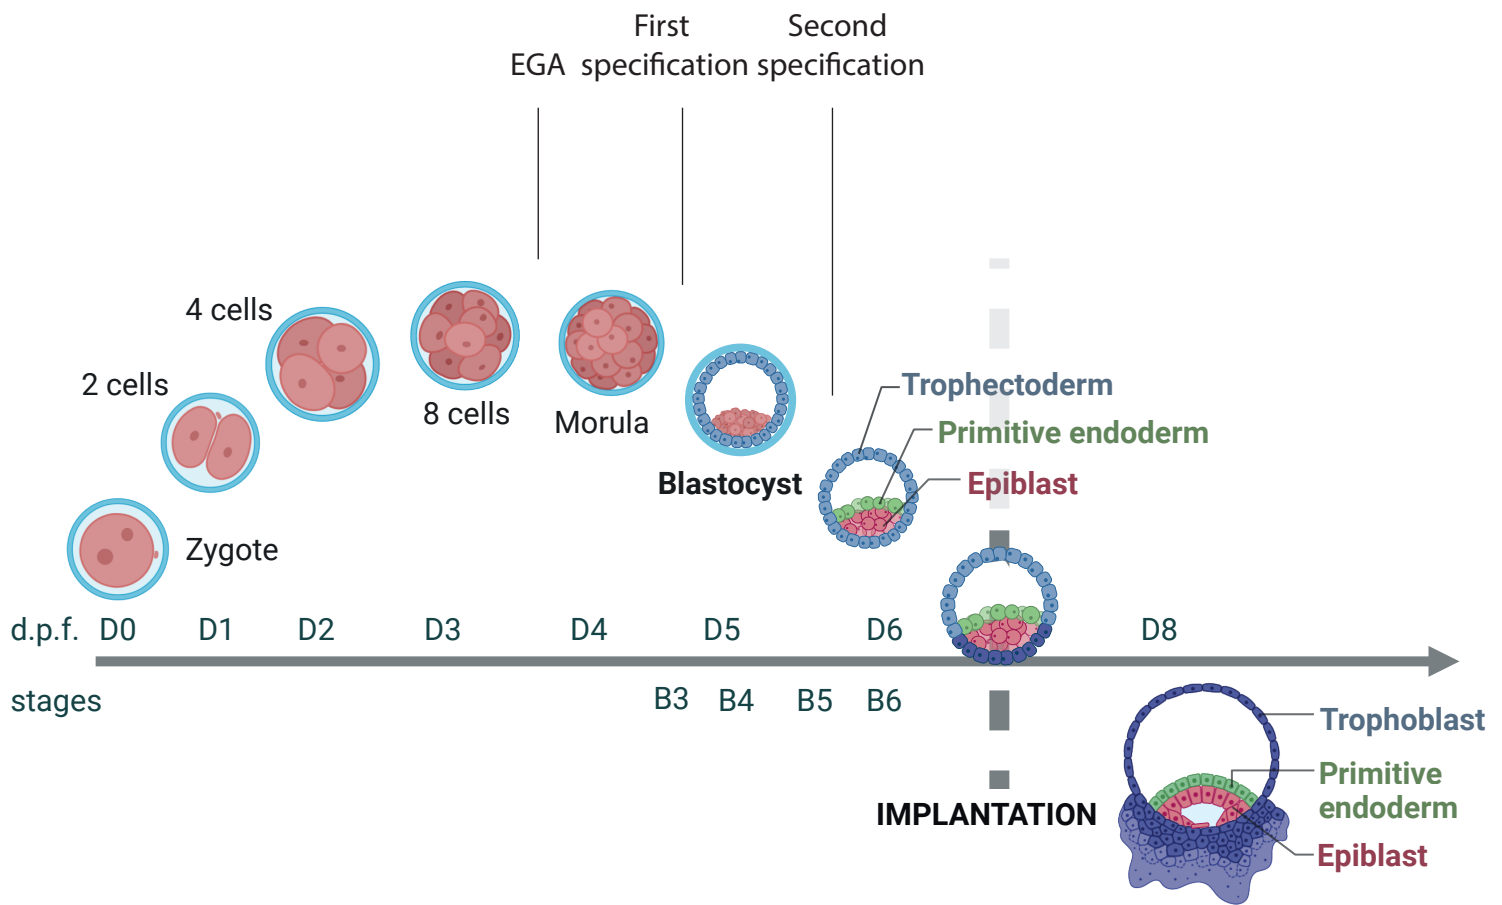 First
specification
Second
specification
EGA
4 cells
2 cells
8 cells
Morula
Trophectoderm
Primitive endoderm
Blastocyst
Epiblast
Zygote
d.p.f. D0 D1 D2 D3 D4 D5 D6 D8
stages B3 B4 B5 B6
Trophoblast
Primitive
endoderm
IMPLANTATION
Epiblast